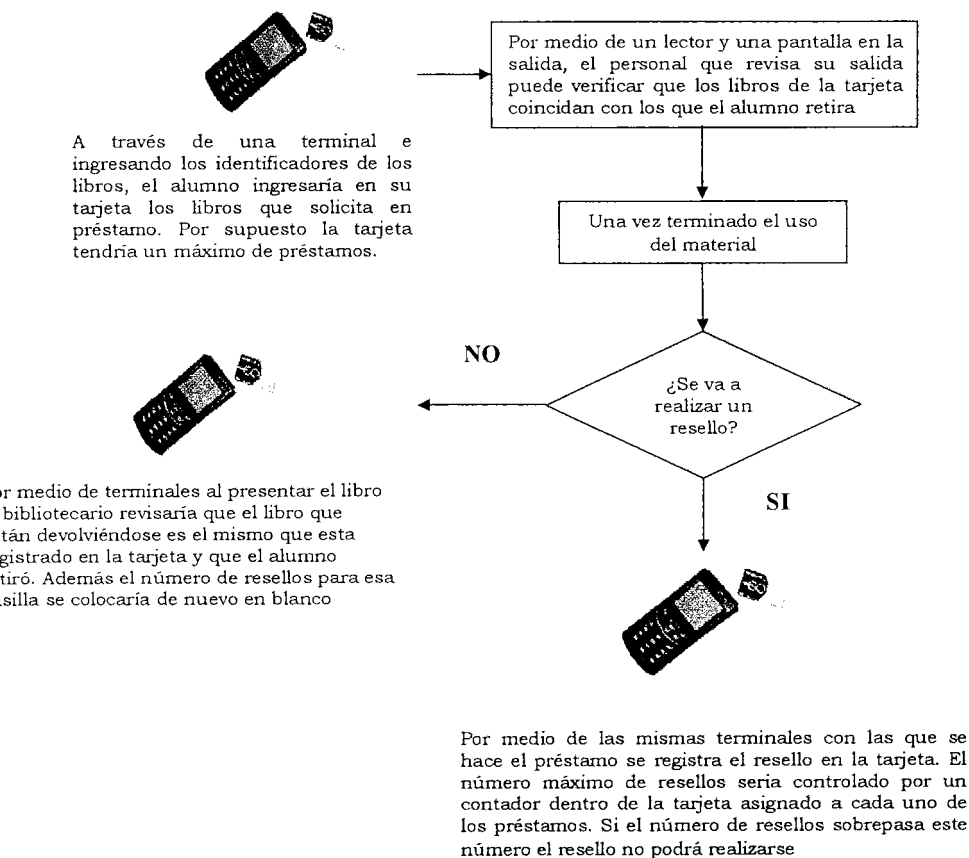 Por medio de un lector y una pantalla en la
salida, el personal que revisa su salida
puede verificar que los libros de la tarjeta
coincidan con los que el alumno retira
A través de una terminal e
ingresando los identificadores de los
libros, el alumno ingresaría en su
tarjeta los libros que solicita en
préstamo. Por supuesto la tarjeta
tendría un máximo de préstamos.
Una vez terminado el uso
del material
¿Se va a
realizar un
resello?
NO
SI
medio de terminales al presentar el libro
bibliotecario revisaría que el libro que
devolviéndose es el mismo que esta
en la tarjeta y que el alumno
Además el número de resellos para esa
se colocaría de nuevo en blanco
Por medio de las mismas terminales con las que se
hace el préstamo se registra el resello en la tarjeta. El
número máximo de resellos seria controlado por un
contador dentro de la tarjeta asignado a cada uno de
los préstamos. Si el número de resellos sobrepasa este
número el resello no podrá realizarse